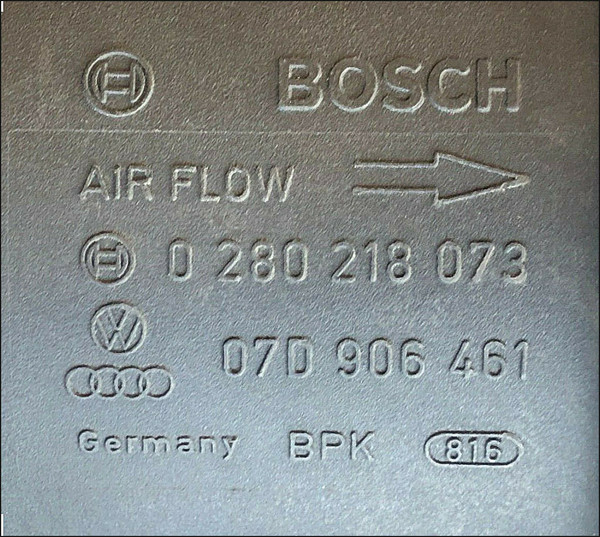 BOSCH
AIR FLOW
0 280 218 073
07D 906 461
Germany BPK 816